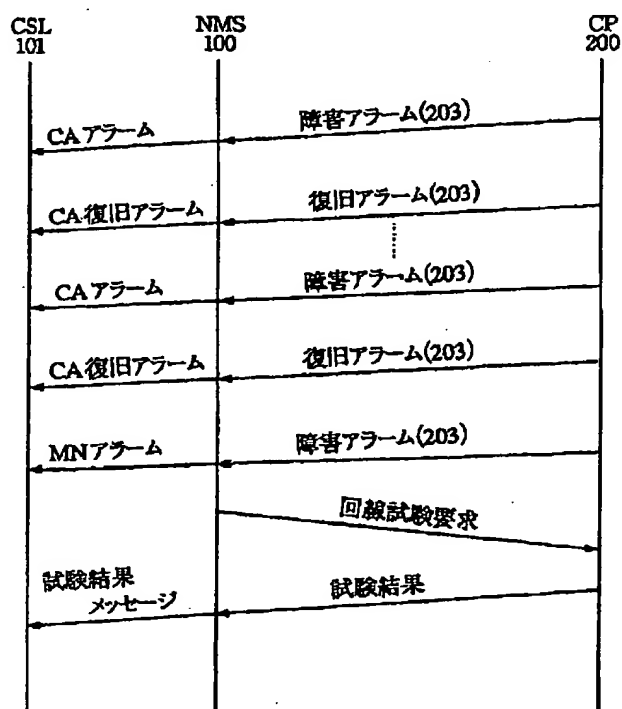 CSL
101
NMS
100
CP
200
障害アラーム(203)
CAアラーム
復旧アラーム(203)
CA復旧アラーム
障害アラーム(203)
CAアラーム
復旧アラーム(203)
CA復旧アラーム
障害アラーム(203)
MNアラーム
回線試験要求
試験結果
メッセージ
試験結果